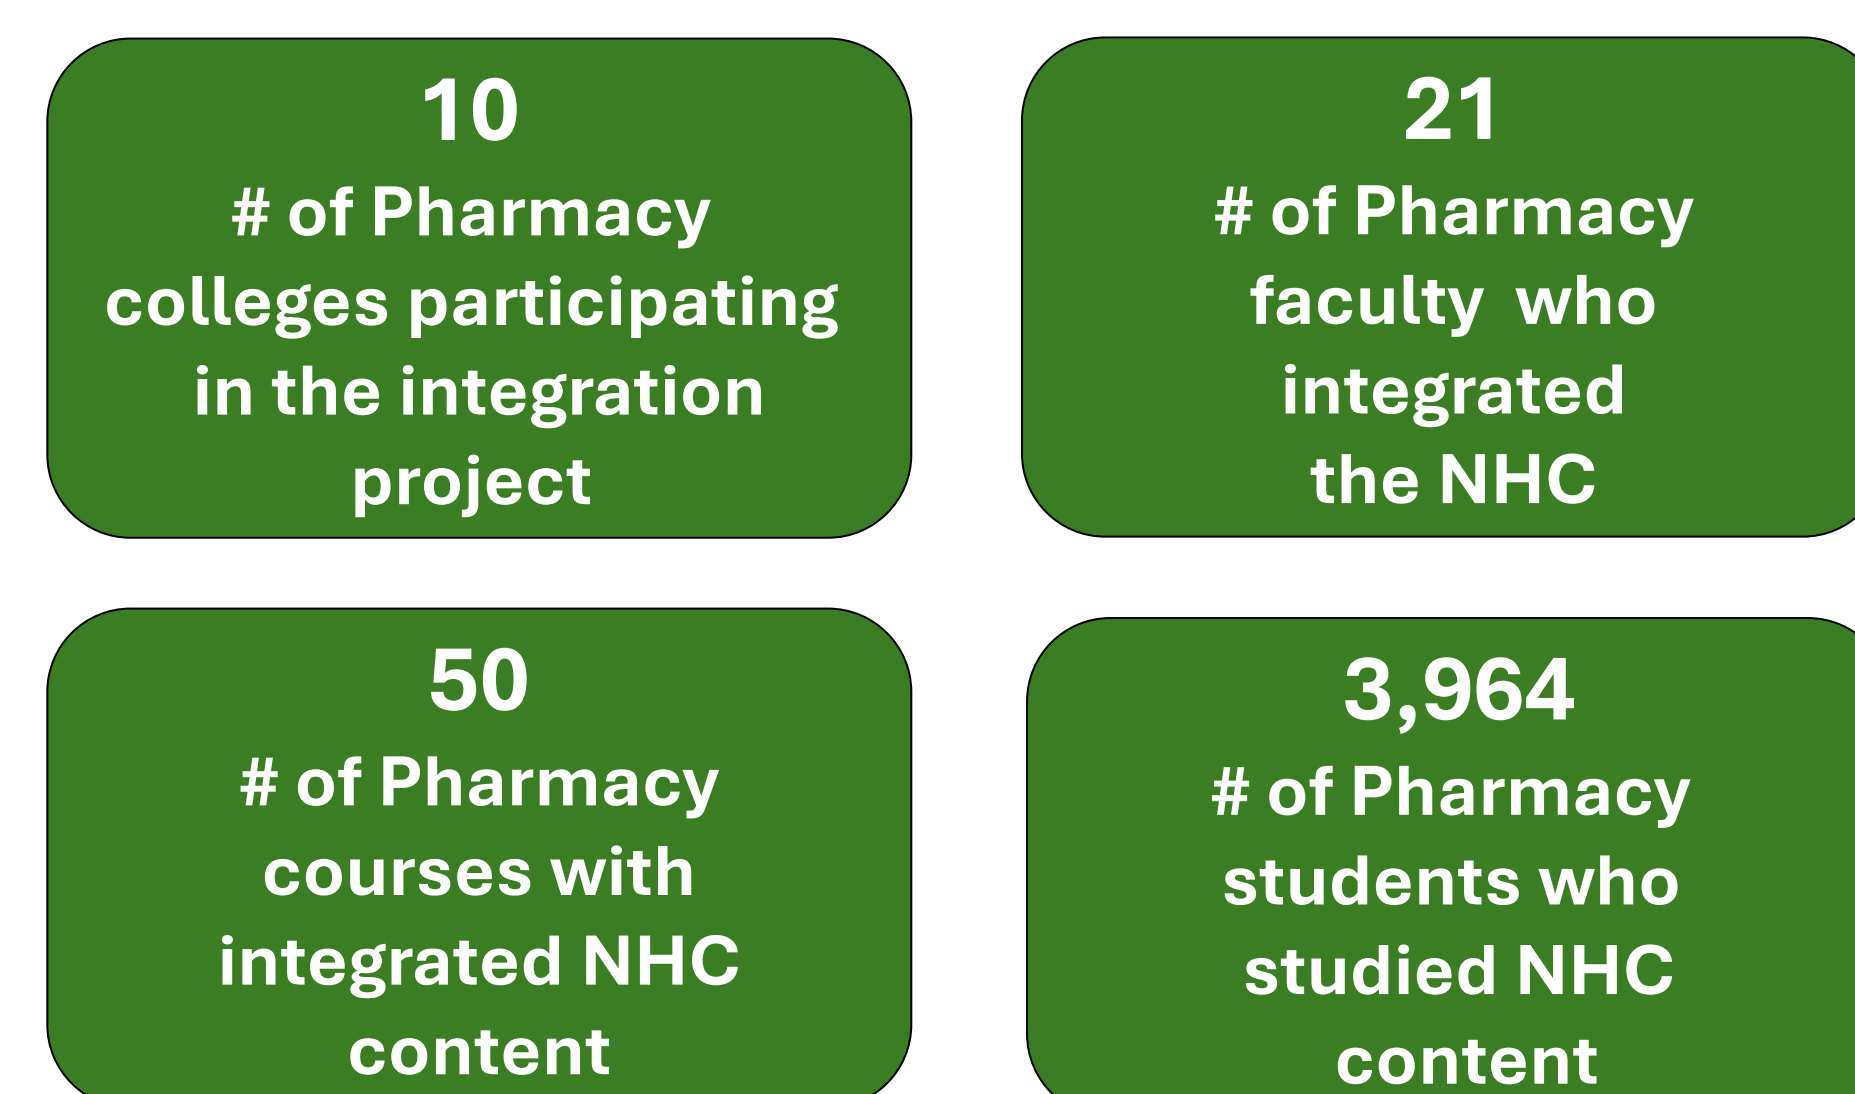 10
# of Pharmacy
colleges participating
in the integration
project
21
# of Pharmacy
faculty  who
integrated
the NHC
50
# of Pharmacy
courses with
integrated NHC
content
3,964
# of Pharmacy
students who
studied NHC
content